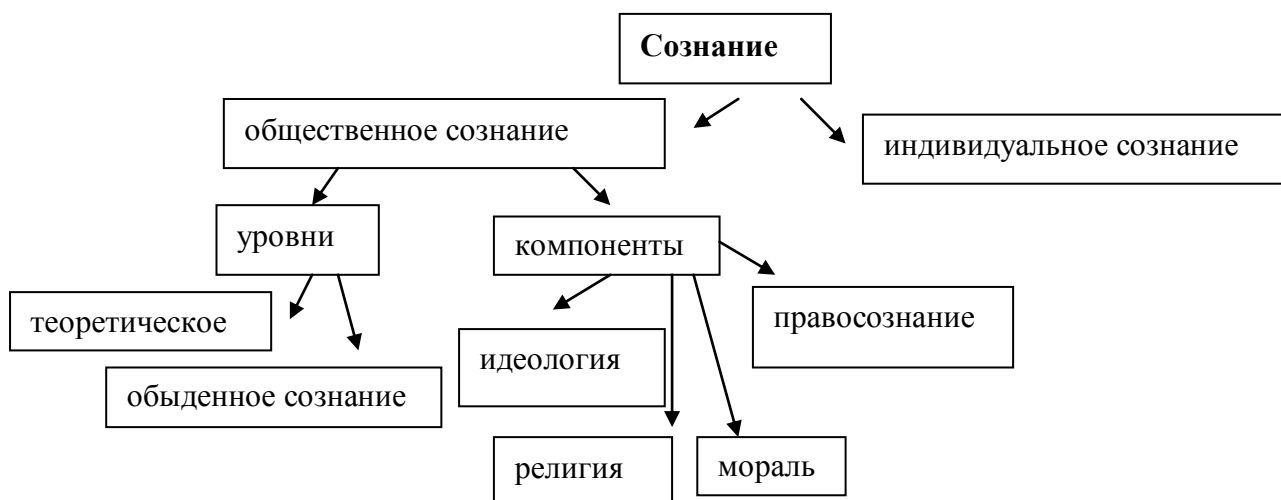 Сознание
общественное сознание
индивидуальное сознание
уровни
компоненты
теоретическое
правосознание
идеология
обыденное сознание
религия
мораль